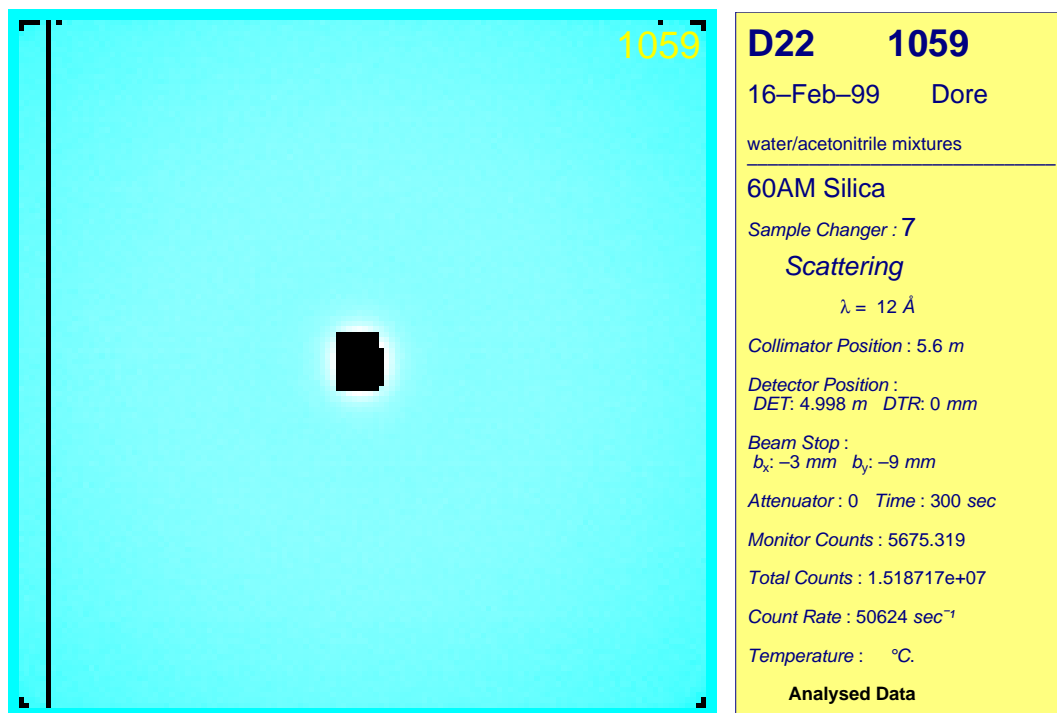 1059
D22 1059
16–Feb–99 Dore
water/acetonitrile mixtures
60AM Silica
Sample Changer : 7
Scattering
λ = 12 Å
Collimator Position : 5.6 m
Detector Position :
DET: 4.998 m DTR: 0 mm
Beam Stop :
bx: –3 mm by: –9 mm
Attenuator : 0 Time : 300 sec
Monitor Counts : 5675.319
Total Counts : 1.518717e+07
Count Rate : 50624 sec⁻¹
Temperature : °C.
Analysed Data